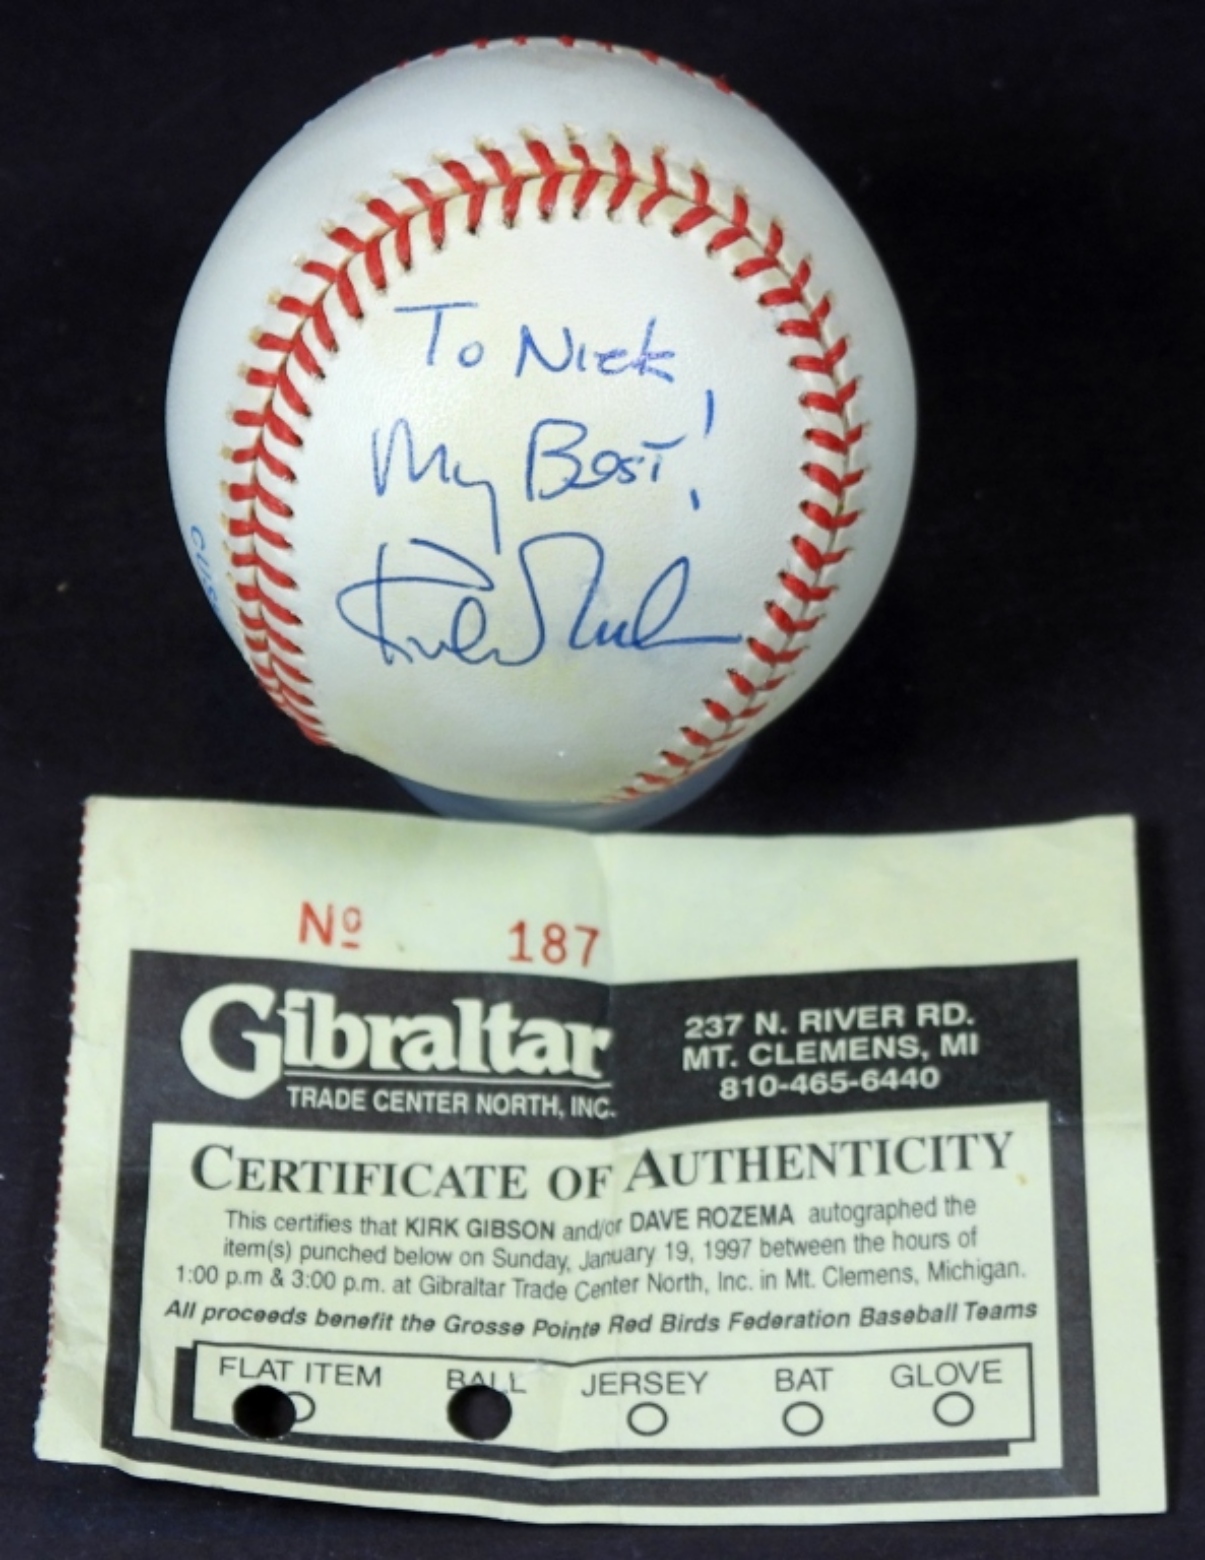 To Nick
My Best!
Nº 187
Gibraltar
TRADE CENTER NORTH, INC.
237 N. RIVER RD.
MT. CLEMENS, MI
810-465-6440
CERTIFICATE OF AUTHENTICITY
This certifies that KIRK GIBSON and/or DAVE ROZEMA autographed the
item(s) punched below on Sunday, January 19, 1997 between the hours of
1:00 p.m & 3:00 p.m. at Gibraltar Trade Center North, Inc. in Mt. Clemens, Michigan.
All proceeds benefit the Grosse Pointe Red Birds Federation Baseball Teams
FLAT ITEM BALL JERSEY BAT GLOVE